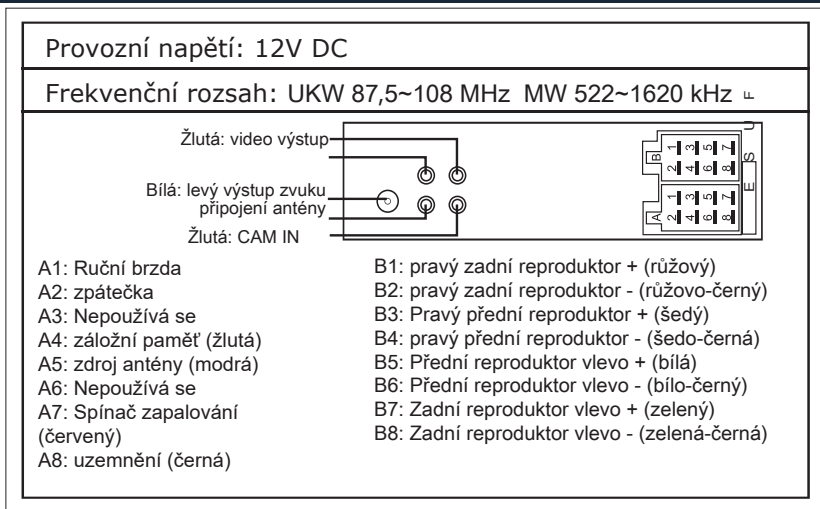 Provozní napětí: 12V DC
Frekvenční rozsah: UKW 87,5~108 MHz MW 522~1620 kHz
Žlutá: video výstup
Bílá: levý výstup zvuku
připojení antény
Žlutá: CAM IN
B
1 3 5 7
2 4 6 8
A
1 3 5 7
2 4 6 8
F U S E
A1: Ruční brzda
A2: zpátečka
A3: Nepoužívá se
A4: záložní paměť (žlutá)
A5: zdroj antény (modrá)
A6: Nepoužívá se
A7: Spínač zapalování
(červený)
A8: uzemnění (černá)
B1: pravý zadní reproduktor + (růžový)
B2: pravý zadní reproduktor - (růžovo-černý)
B3: Pravý přední reproduktor + (šedý)
B4: pravý přední reproduktor - (šedo-černá)
B5: Přední reproduktor vlevo + (bílá)
B6: Přední reproduktor vlevo - (bílo-černý)
B7: Zadní reproduktor vlevo + (zelený)
B8: Zadní reproduktor vlevo - (zelená-černá)